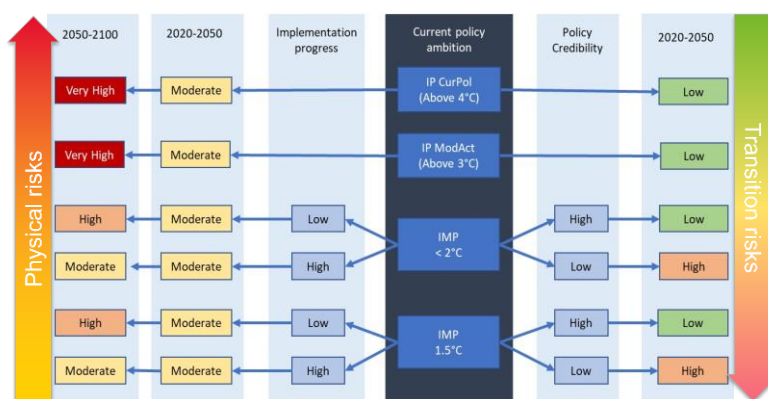 2050-2100
2020-2050
Implementation
progress
Current policy
ambition
Policy
Credibility
2020-2050
Physical risks
Transition risks
Very High
Moderate
IP CurPol
(Above 4°C)
Low
Very High
Moderate
IP ModAct
(Above 3°C)
Low
High
Moderate
Low
IMP
< 2°C
High
Low
Moderate
Moderate
High
Low
High
High
Moderate
Low
IMP
1.5°C
High
Low
Moderate
Moderate
High
Low
High